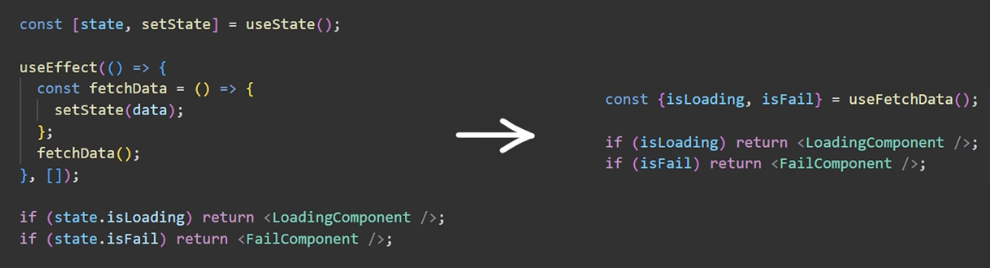 const [state, setState] = useState();
useEffect(() => {
const fetchData = () => {
setState(data);
};
fetchData();
}, []);
if (state.isLoading) return <LoadingComponent />;
if (state.isFail) return <FailComponent />;
const {isLoading, isFail} = useFetchData();
if (isLoading) return <LoadingComponent />;
if (isFail) return <FailComponent />;